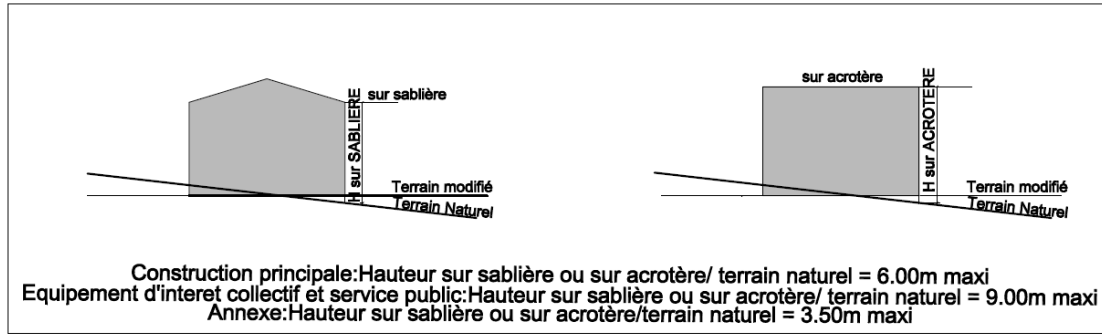 sur sablière
H sur SABLIERE
Terrain modifié
Terrain Naturel
sur acrotère
H sur ACROTERE
Terrain modifié
Terrain Naturel
Construction principale:Hauteur sur sablière ou sur acrotère/ terrain naturel = 6.00m maxi
Equipement d'interet collectif et service public:Hauteur sur sablière ou sur acrotère/ terrain naturel = 9.00m maxi
Annexe:Hauteur sur sablière ou sur acrotère/terrain naturel = 3.50m maxi